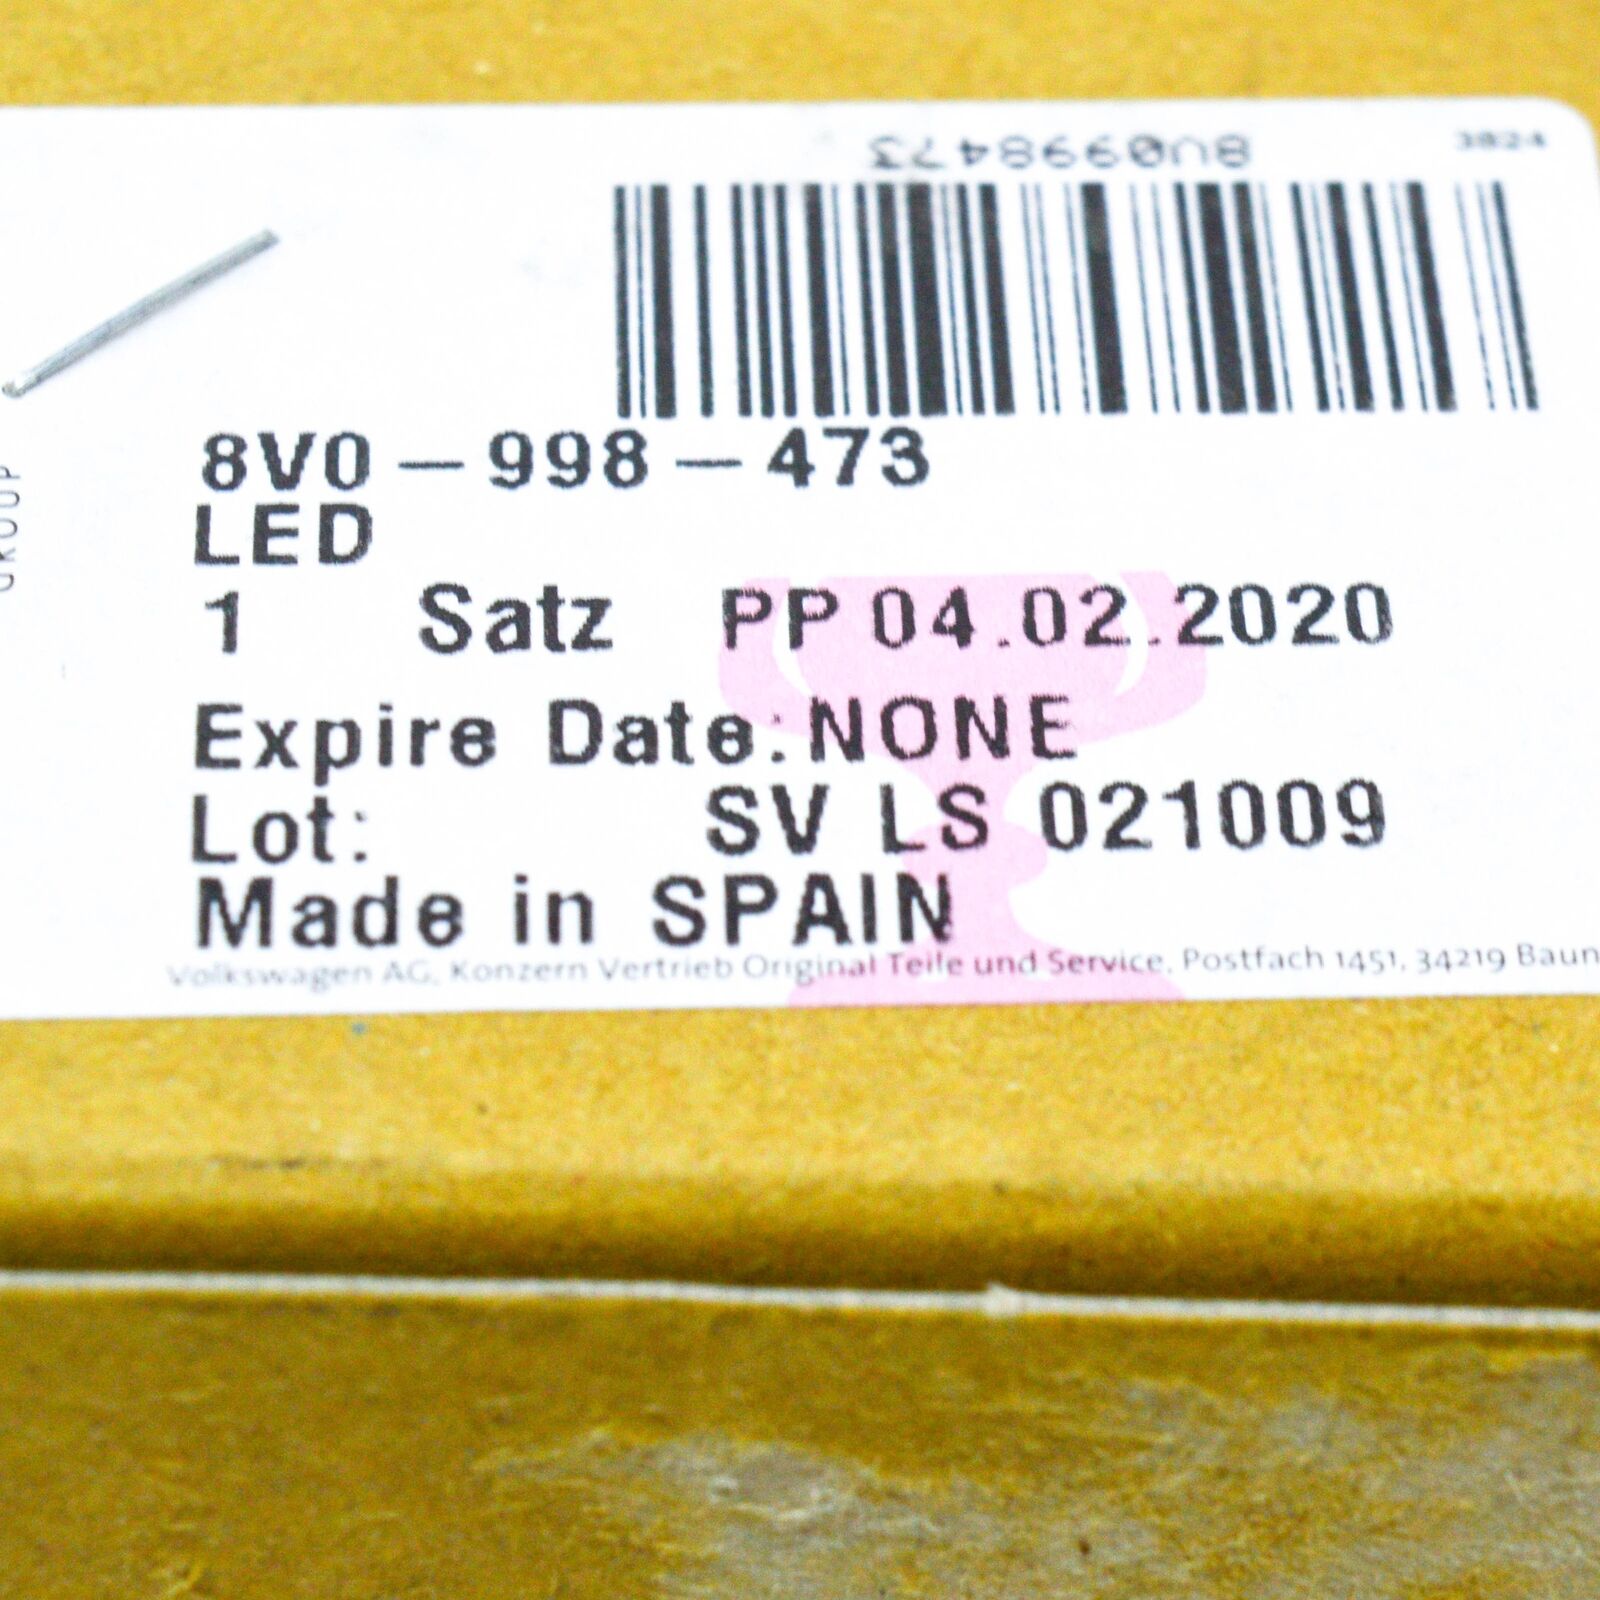 8V0998473
3824
8V0-998-473
LED
1 Satz PP 04.02.2020
Expire Date: NONE
Lot: SV LS 021009
Made in SPAIN
Volkswagen AG, Konzern Vertrieb Original Teile und Service, Postfach 1451, 34219 Baun
GROUP